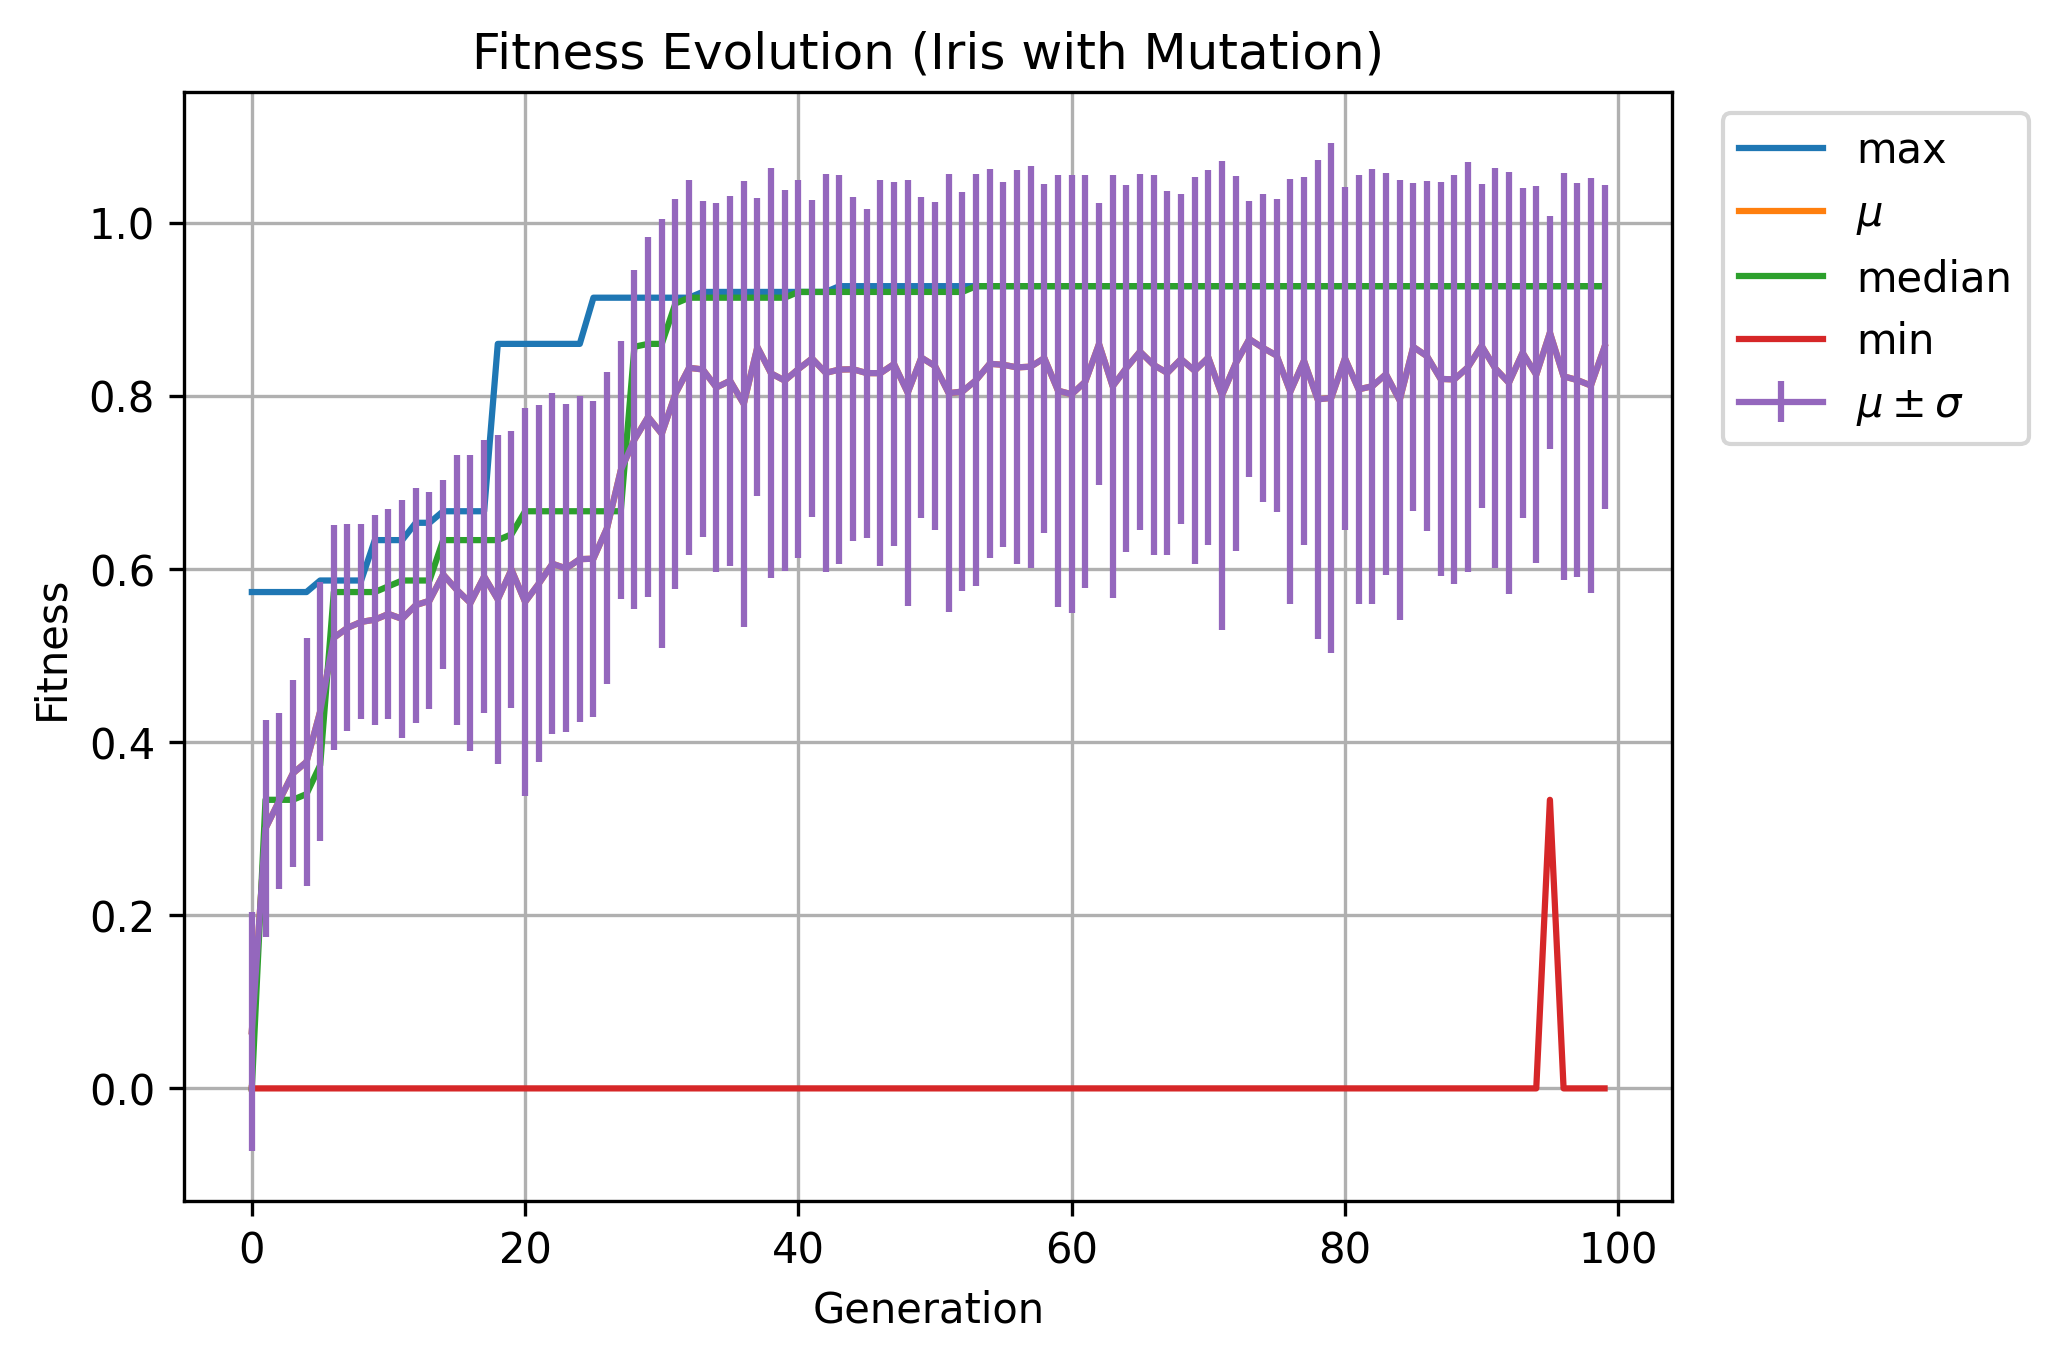 Fitness Evolution (Iris with Mutation)
max
μ
median
min
μ ± σ
1.0
0.8
0.6
0.4
0.2
0.0
Fitness
0 20 40 60 80 100
Generation